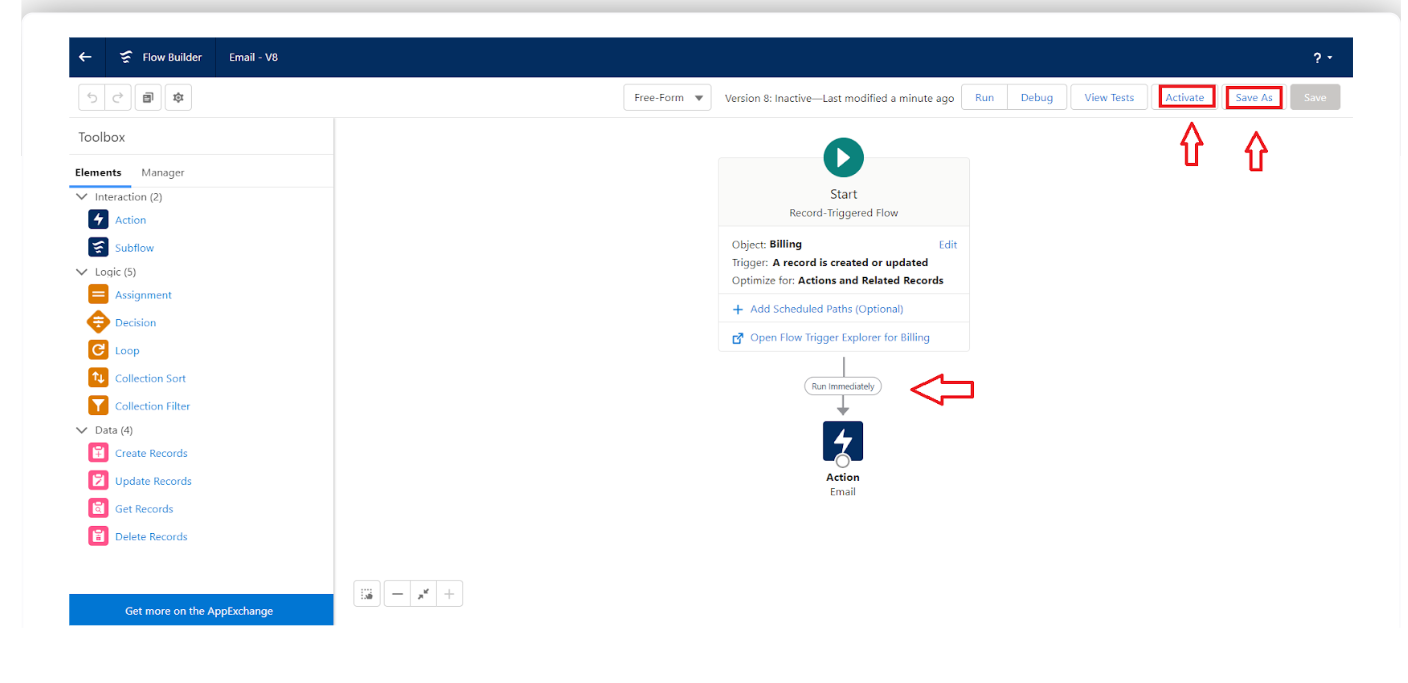 Flow Builder Email - V8 ? 
Free-Form Version 8: Inactive—Last modified a minute ago Run Debug View Tests Activate Save As Save
Toolbox
Elements Manager
Interaction (2)
Action
Subflow
Logic (5)
Assignment
Decision
Loop
Collection Sort
Collection Filter
Data (4)
Create Records
Update Records
Get Records
Delete Records
Get more on the AppExchange
Start
Record-Triggered Flow
Object: Billing Edit
Trigger: A record is created or updated
Optimize for: Actions and Related Records
+ Add Scheduled Paths (Optional)
Open Flow Trigger Explorer for Billing
Run Immediately
Action
Email